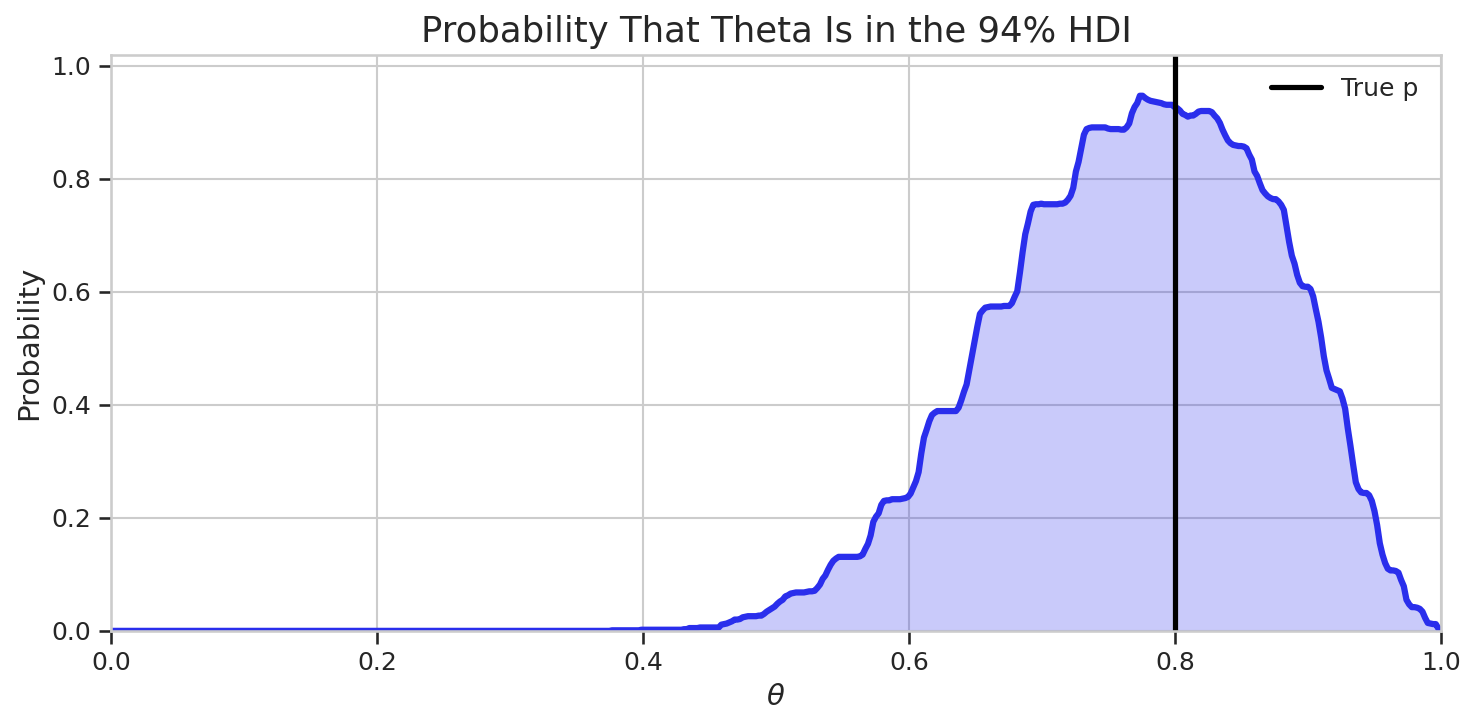 Probability That Theta Is in the 94% HDI
True p
Probability
1.0
0.8
0.6
0.4
0.2
0.0
0.0 0.2 0.4 0.6 0.8 1.0
θ